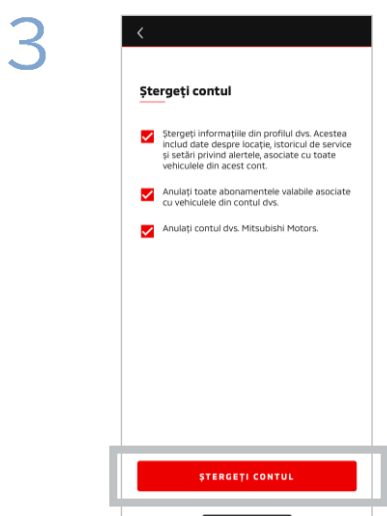 3
Ștergeți contul
Ștergeți informațiile din profilul dvs. Acestea
includ date despre locație, istoricul de service
și setări privind alertele, asociate cu toate
vehiculele din acest cont.
Anulați toate abonamentele valabile asociate
cu vehiculele din contul dvs.
Anulați contul dvs. Mitsubishi Motors.
ȘTERGEȚI CONTUL